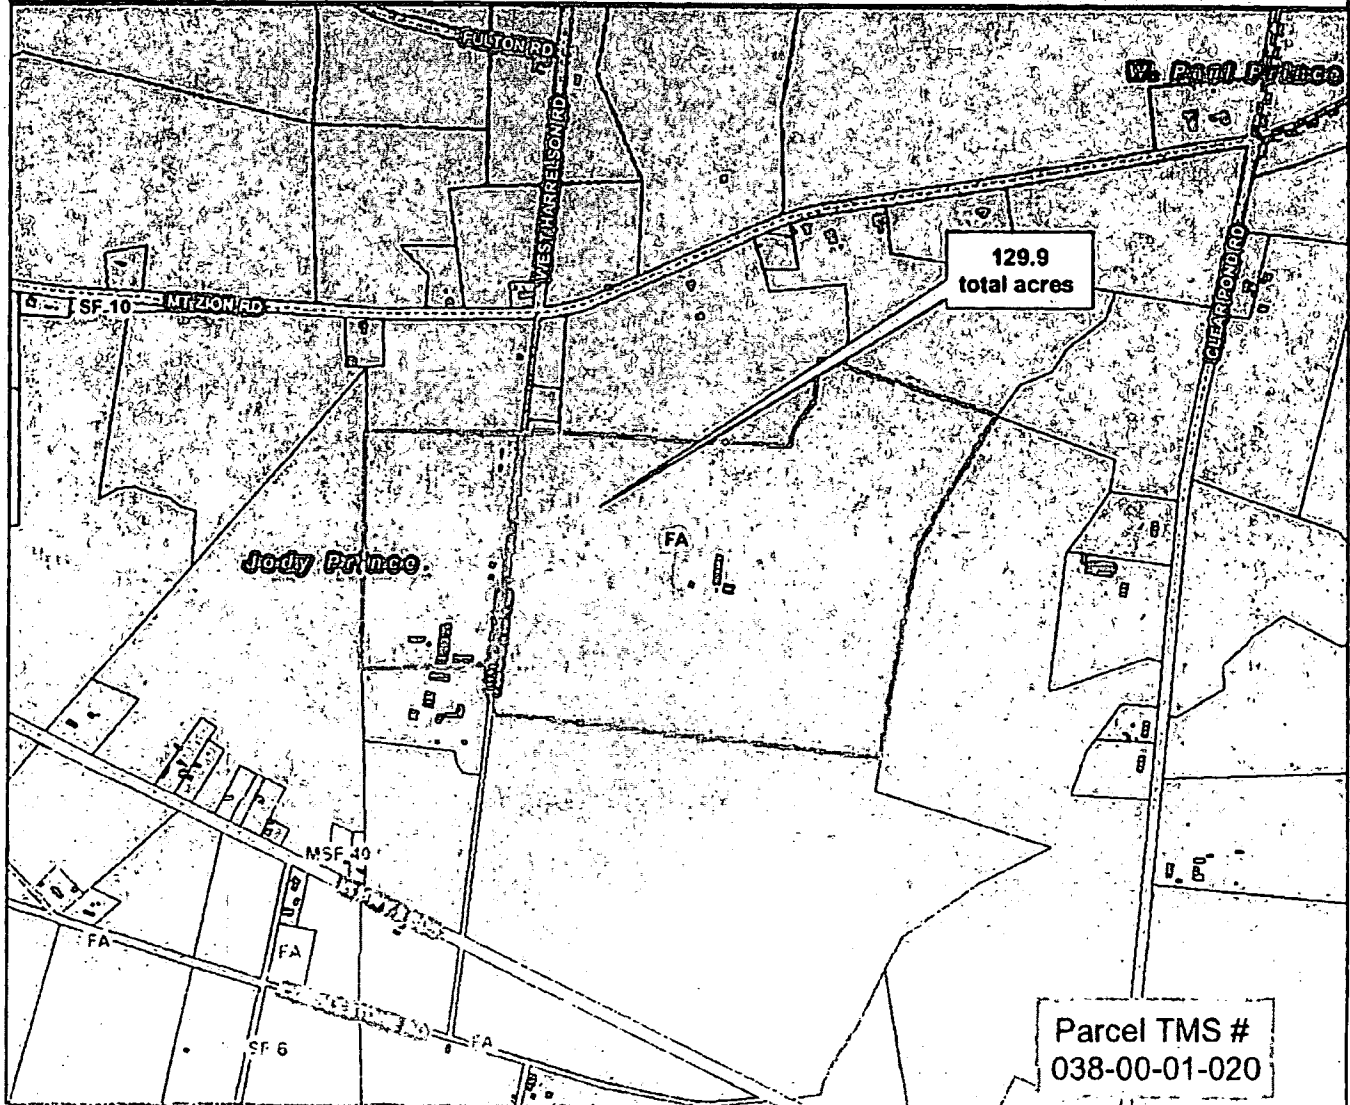 FULTON RD
W. Paul Prince
WEST HARRELSON RD
129.9
total acres
CLEAR POND RD
SF-10
MT ZION RD
FA
Jody Prince
MSF 40
FA
FA
FA
SF 6
Parcel TMS #
038-00-01-020